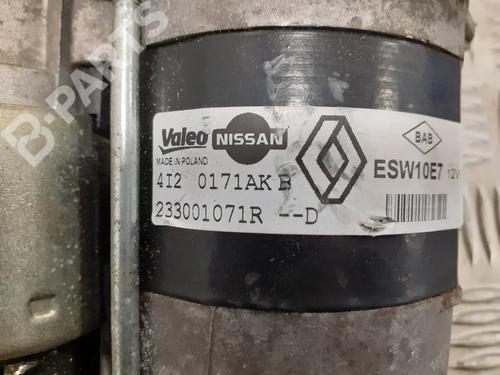 B-PARTS
Valeo NISSAN
MADE IN POLAND
4I2 0171AK B
233001071R --D
BAB
ESW10E7 12V